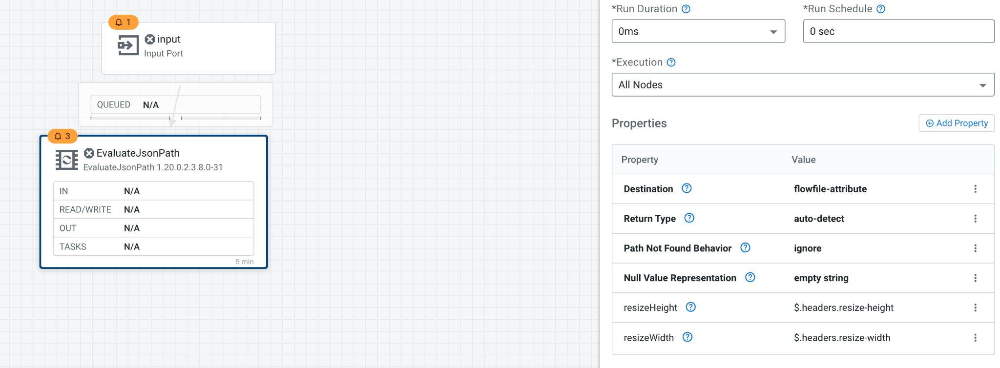 1
input
Input Port
QUEUED N/A
3
EvaluateJsonPath
EvaluateJsonPath 1.20.0.2.3.8.0-31
IN N/A
READ/WRITE N/A
OUT N/A
TASKS N/A
5 min
*Run Duration
0ms
*Run Schedule
0 sec
*Execution
All Nodes
Properties
Add Property
Property Value
Destination flowfile-attribute
Return Type auto-detect
Path Not Found Behavior ignore
Null Value Representation empty string
resizeHeight $.headers.resize-height
resizeWidth $.headers.resize-width